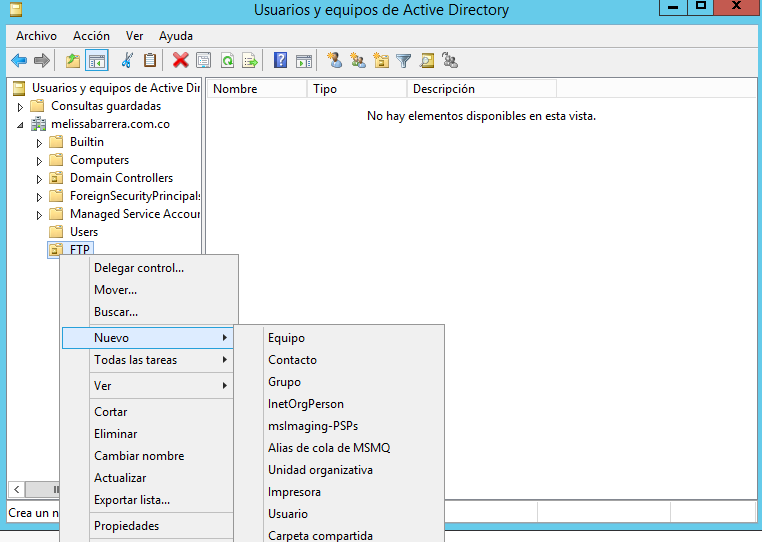 Usuarios y equipos de Active Directory
Archivo Acción Ver Ayuda
Usuarios y equipos de Active Dir
Nombre Tipo Descripción
Consultas guardadas
No hay elementos disponibles en esta vista.
melissabarrera.com.co
Builtin
Computers
Domain Controllers
ForeignSecurityPrincipals
Managed Service Accour
Users
FTP
Delegar control...
Mover...
Buscar...
Nuevo
Todas las tareas
Ver
Cortar
Eliminar
Cambiar nombre
Actualizar
Exportar lista...
Propiedades
Equipo
Contacto
Grupo
InetOrgPerson
msImaging-PSPs
Alias de cola de MSMQ
Unidad organizativa
Impresora
Usuario
Carpeta compartida
Crea un n